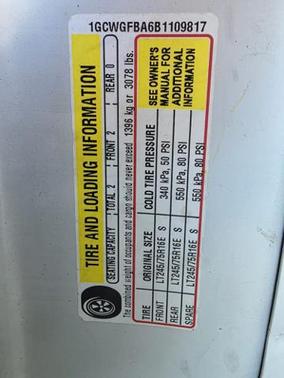 1GCWGFBA6B1109817
TIRE AND LOADING INFORMATION
SEATING CAPACITY TOTAL 2 FRONT 2 REAR 0
The combined weight of occupants and cargo should never exceed 1396 kg or 3078 lbs.
TIRE ORIGINAL SIZE COLD TIRE PRESSURE
FRONT LT245/75R16E S 340 kPa, 50 PSI
REAR LT245/75R16E S 550 kPa, 80 PSI
SPARE LT245/75R16E S 550 kPa, 80 PSI
SEE OWNER'S
MANUAL FOR
ADDITIONAL
INFORMATION